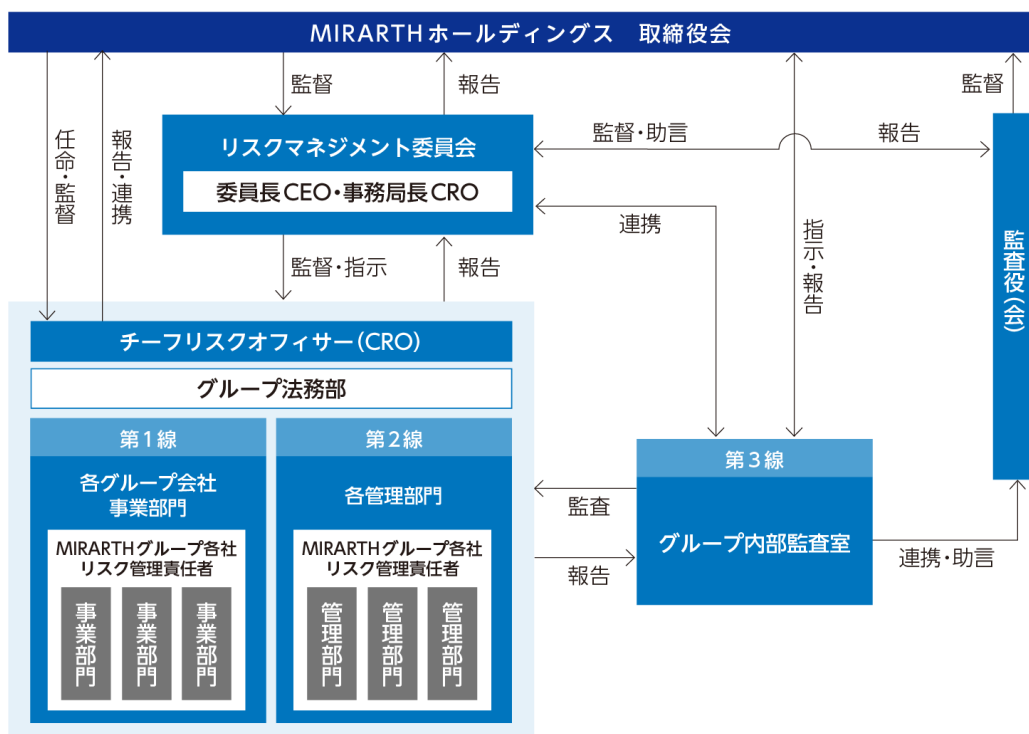 MIRARTHホールディングス 取締役会
監督
報告
監督
任命・監督
報告・連携
リスクマネジメント委員会
委員長CEO・事務局長CRO
監督・助言
報告
連携
指示・報告
監査役(会)
監督・指示
報告
チーフリスクオフィサー(CRO)
グループ法務部
第1線
各グループ会社
事業部門
MIRARTHグループ各社
リスク管理責任者
事業部門
事業部門
事業部門
第2線
各管理部門
MIRARTHグループ各社
リスク管理責任者
管理部門
管理部門
管理部門
監査
報告
第3線
グループ内部監査室
連携・助言